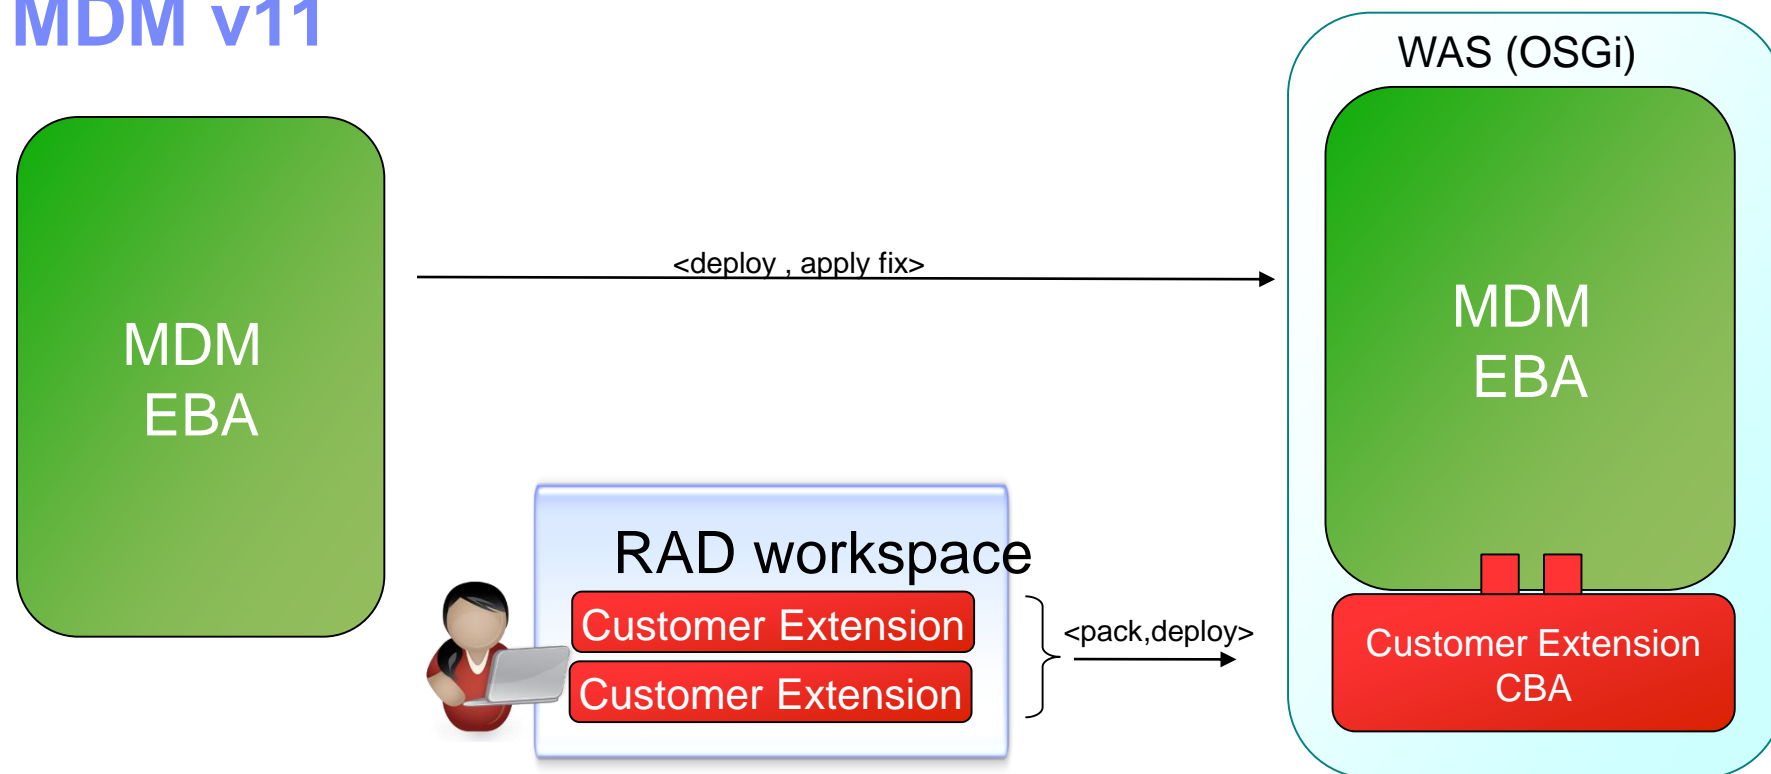 MDM v11
WAS (OSGi)
<deploy , apply fix>
MDM
EBA
MDM
EBA
RAD workspace
Customer Extension
Customer Extension
<pack,deploy>
Customer Extension
CBA